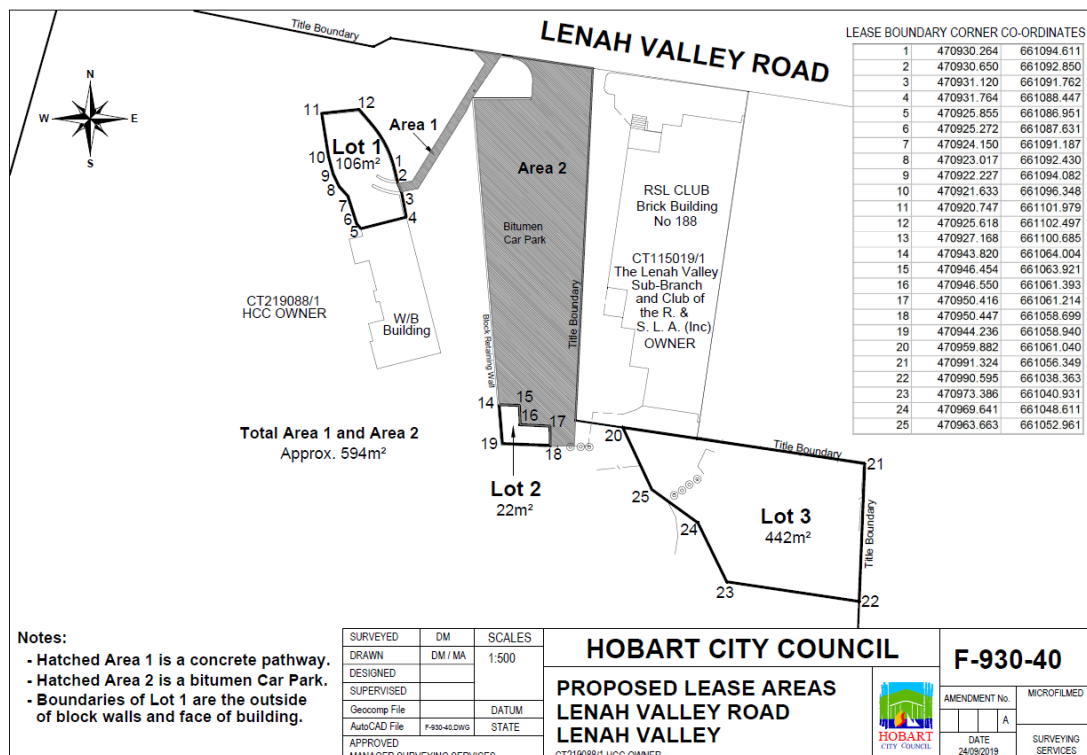 LENAH VALLEY ROAD
Title Boundary
N
W E
S
LEASE BOUNDARY CORNER CO-ORDINATES
1 470930.264 661094.611
2 470930.650 661092.850
3 470931.120 661091.762
4 470931.764 661088.447
5 470925.855 661086.951
6 470925.272 661087.631
7 470924.150 661091.187
8 470923.017 661092.430
9 470922.227 661094.082
10 470921.633 661096.348
11 470920.747 661101.979
12 470925.618 661102.497
13 470927.168 661100.685
14 470943.820 661064.004
15 470946.454 661063.921
16 470946.550 661061.393
17 470950.416 661061.214
18 470950.447 661058.699
19 470944.236 661058.940
20 470959.882 661061.040
21 470991.324 661056.349
22 470990.595 661038.363
23 470973.386 661040.931
24 470969.641 661048.611
25 470963.663 661052.961
11
12
Lot 1
106m²
10
9
8
7
6
5
1
2
3
4
Area 1
Area 2
Bitumen
Car Park
Block Retaining Wall
Title Boundary
RSL CLUB
Brick Building
No 188
CT115019/1
The Lenah Valley
Sub-Branch
and Club of
the R. &
S. L. A. (Inc)
OWNER
CT219088/1
HCC OWNER
W/B
Building
Total Area 1 and Area 2
Approx. 594m²
14
15
16
17
18
19
Lot 2
22m²
20
Title Boundary
21
25
24
Lot 3
442m²
Title Boundary
23
22
Notes:
- Hatched Area 1 is a concrete pathway.
- Hatched Area 2 is a bitumen Car Park.
- Boundaries of Lot 1 are the outside
of block walls and face of building.
SURVEYED DM SCALES
DRAWN DM / MA 1:500
DESIGNED
SUPERVISED
Geocomp File DATUM
AutoCAD File F-930-40.DWG STATE
APPROVED
MANAGER SURVEYING SERVICES
HOBART CITY COUNCIL
PROPOSED LEASE AREAS
LENAH VALLEY ROAD
LENAH VALLEY
CT219088/1 HCC OWNER
HOBART
CITY COUNCIL
F-930-40
AMENDMENT No. MICROFILMED
A
DATE
24/09/2019
SURVEYING
SERVICES